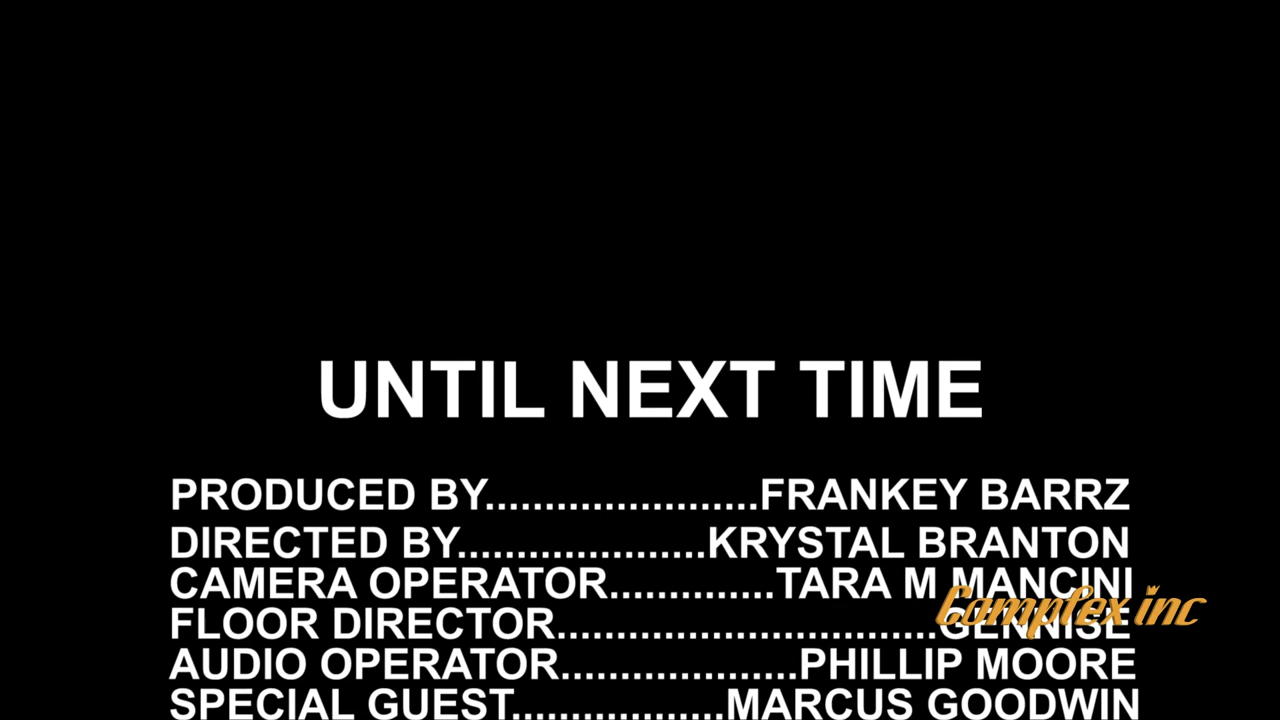 UNTIL NEXT TIME
PRODUCED BY.......................FRANKEY BARRZ
DIRECTED BY.....................KRYSTAL BRANTON
CAMERA OPERATOR..............TARA M MANCINI
FLOOR DIRECTOR................................GENNISE
Complex inc
AUDIO OPERATOR....................PHILLIP MOORE
SPECIAL GUEST..................MARCUS GOODWIN